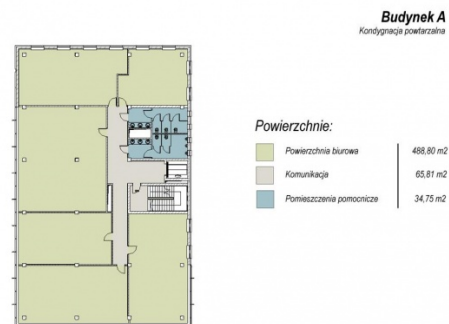 Budynek A
Kondygnacja powtarzalna
Powierzchnie:
Powierzchnia biurowa 488,80 m2
Komunikacja 65,81 m2
Pomieszczenia pomocnicze 34,75 m2